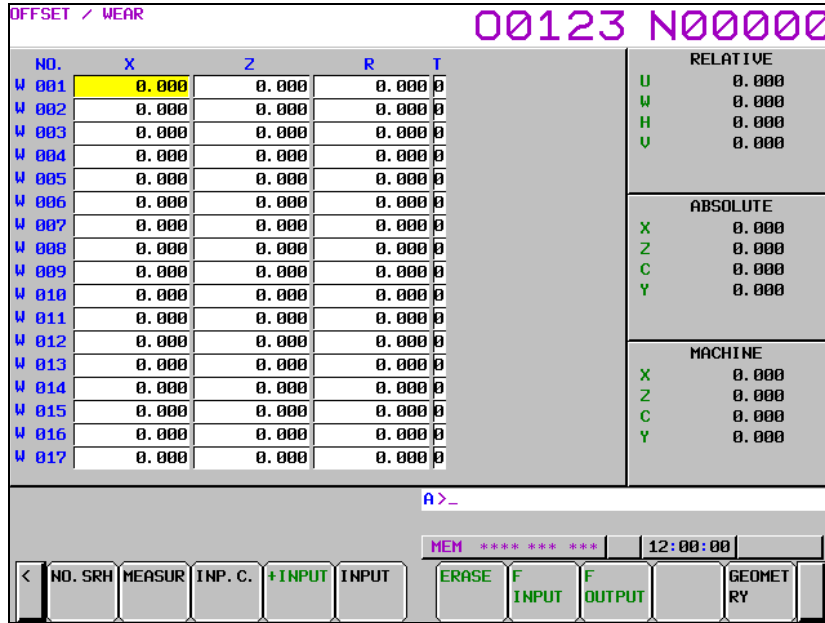 OFFSET / WEAR
O0123 N00000
NO. X Z R T
W 001 0.000 0.000 0.000 0
W 002 0.000 0.000 0.000 0
W 003 0.000 0.000 0.000 0
W 004 0.000 0.000 0.000 0
W 005 0.000 0.000 0.000 0
W 006 0.000 0.000 0.000 0
W 007 0.000 0.000 0.000 0
W 008 0.000 0.000 0.000 0
W 009 0.000 0.000 0.000 0
W 010 0.000 0.000 0.000 0
W 011 0.000 0.000 0.000 0
W 012 0.000 0.000 0.000 0
W 013 0.000 0.000 0.000 0
W 014 0.000 0.000 0.000 0
W 015 0.000 0.000 0.000 0
W 016 0.000 0.000 0.000 0
W 017 0.000 0.000 0.000 0
RELATIVE
U 0.000
W 0.000
H 0.000
V 0.000
ABSOLUTE
X 0.000
Z 0.000
C 0.000
Y 0.000
MACHINE
X 0.000
Z 0.000
C 0.000
Y 0.000
A>_
MEM **** *** *** 12:00:00
< NO.SRH MEASUR INP.C. +INPUT INPUT ERASE F INPUT F OUTPUT GEOMETRY